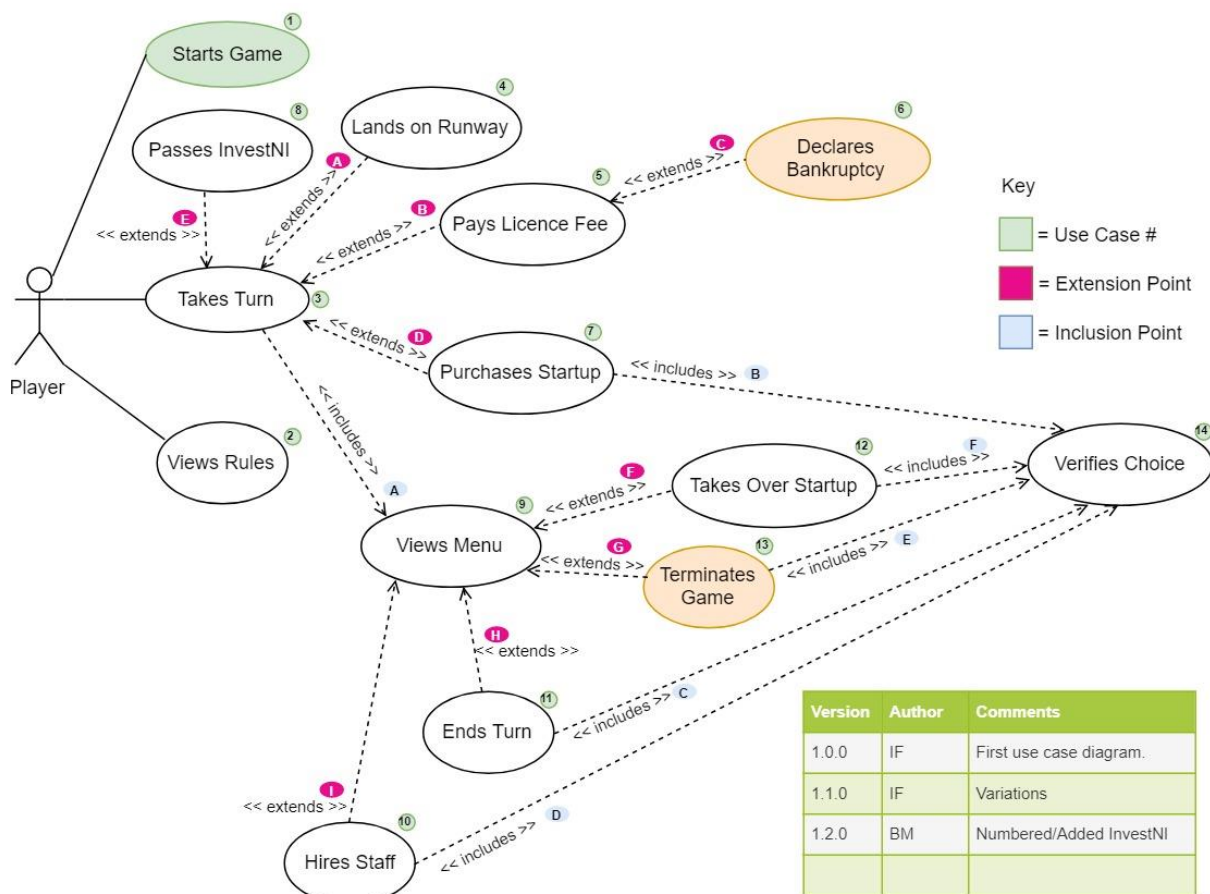 1
Starts Game
8
Passes InvestNI
4
Lands on Runway
A
<< extends >>
E
<< extends >>
B
<< extends >>
5
Pays Licence Fee
C
<< extends >>
6
Declares
Bankruptcy
Key
= Use Case #
= Extension Point
= Inclusion Point
Player
Takes Turn
3
D
<< extends >>
7
Purchases Startup
<< includes >>
B
2
Views Rules
<< includes >>
A
9
Views Menu
F
<< extends >>
12
Takes Over Startup
F
<< includes >>
14
Verifies Choice
G
<< extends >>
13
Terminates
Game
E
<< includes >>
H
<< extends >>
11
Ends Turn
<< includes >>
C
I
<< extends >>
10
Hires Staff
<< includes >>
D
Version Author Comments
1.0.0 IF First use case diagram.
1.1.0 IF Variations
1.2.0 BM Numbered/Added InvestNI